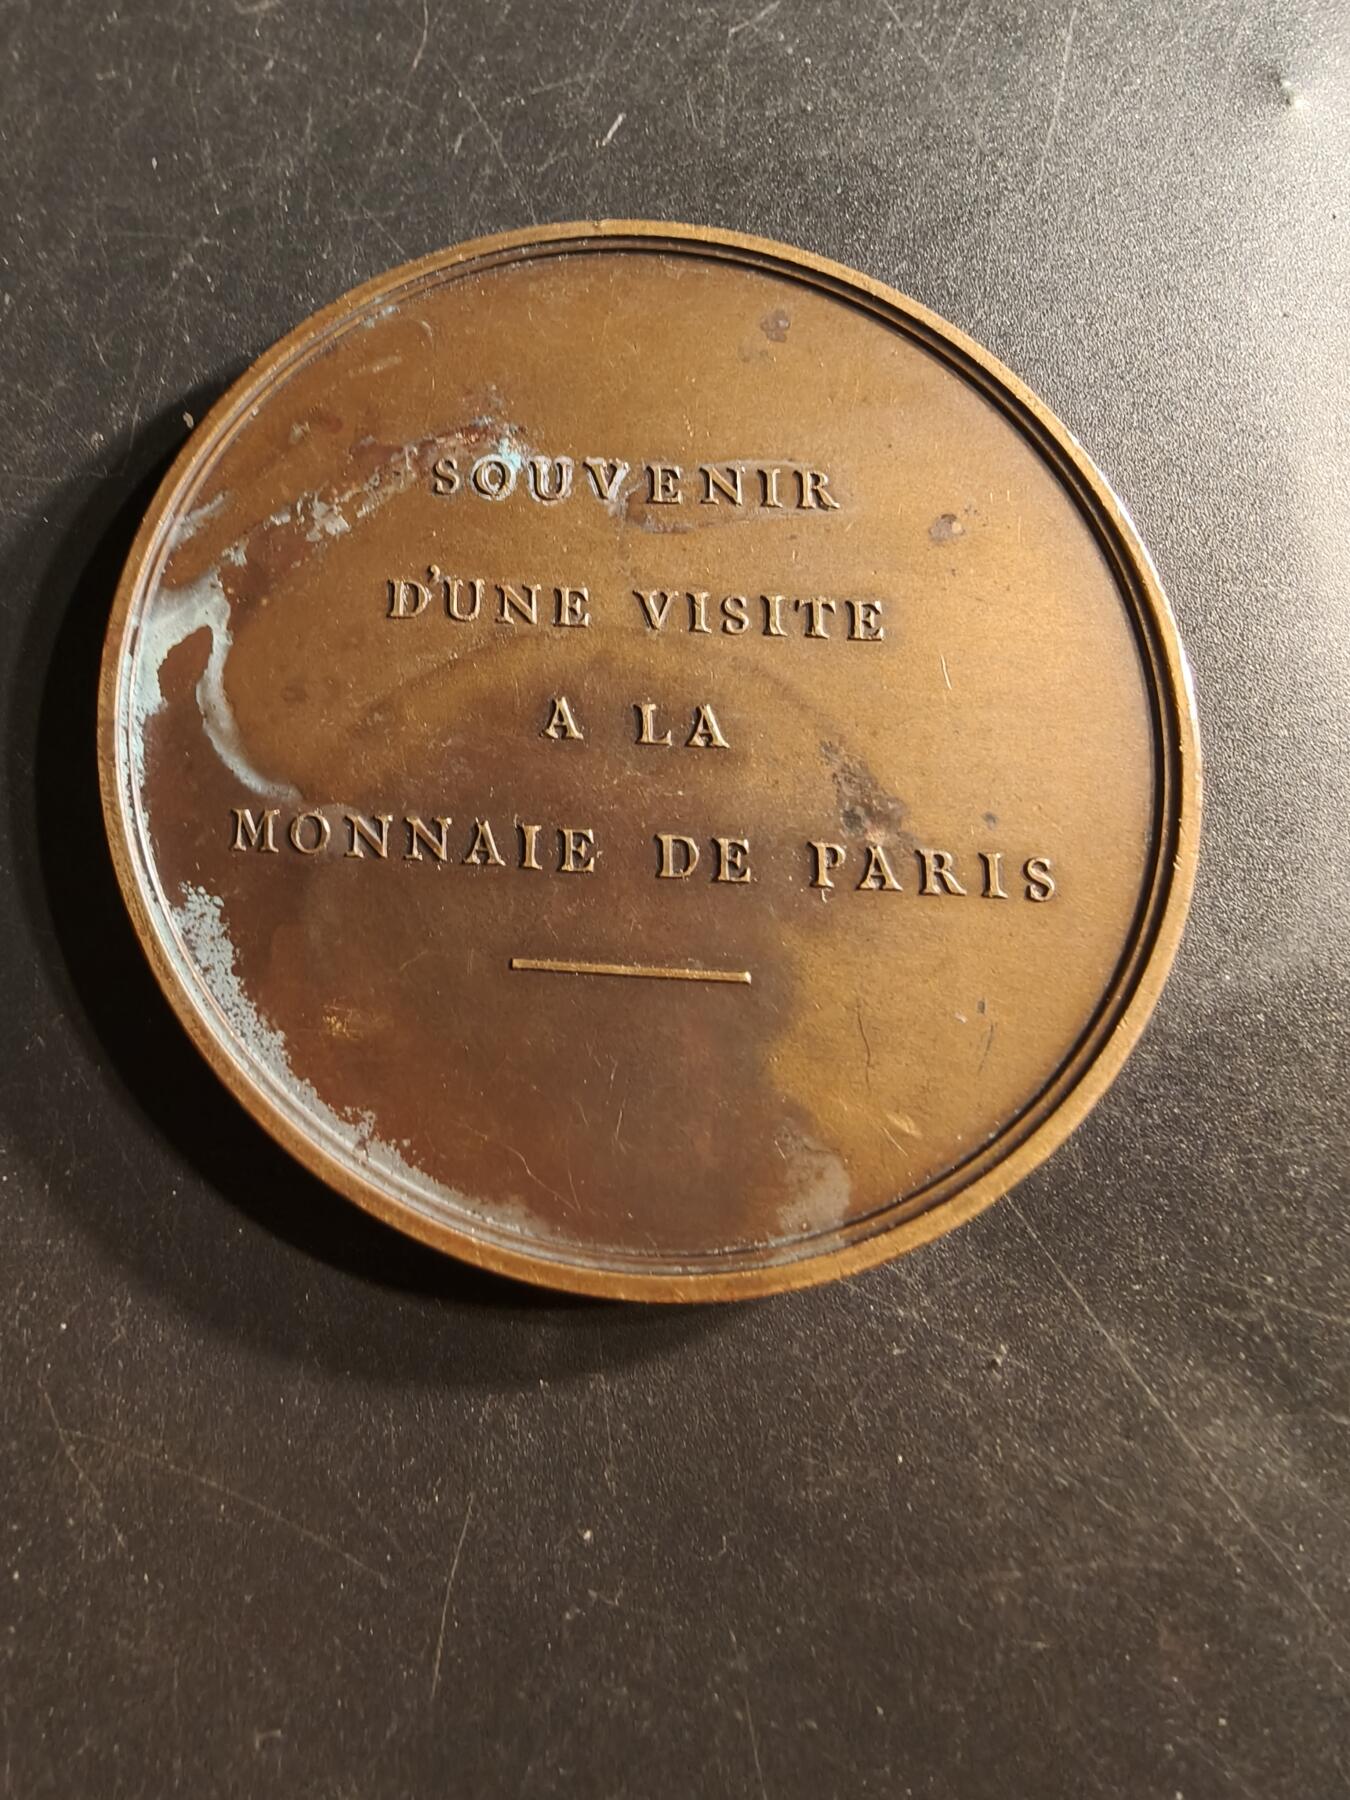 SOUVENIR
D'UNE VISITE
A LA
MONNAIE DE PARIS